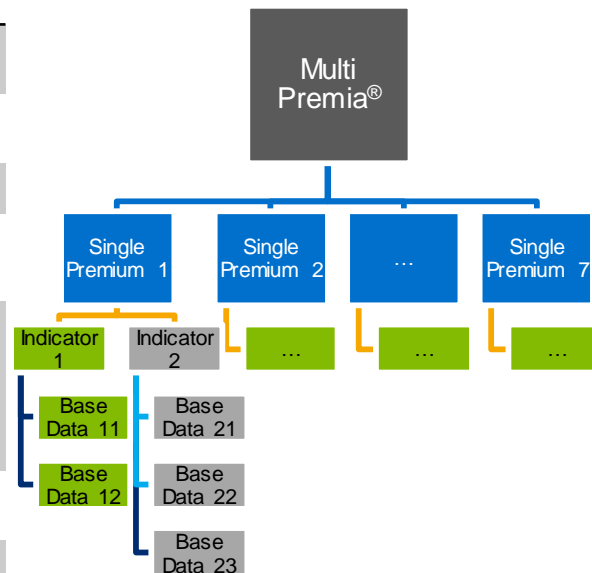 Multi
Premia®
Single
Premium 1
Single
Premium 2
...
Single
Premium 7
Indicator
1
Indicator
2
...
...
...
Base
Data 11
Base
Data 21
Base
Data 12
Base
Data 22
Base
Data 23